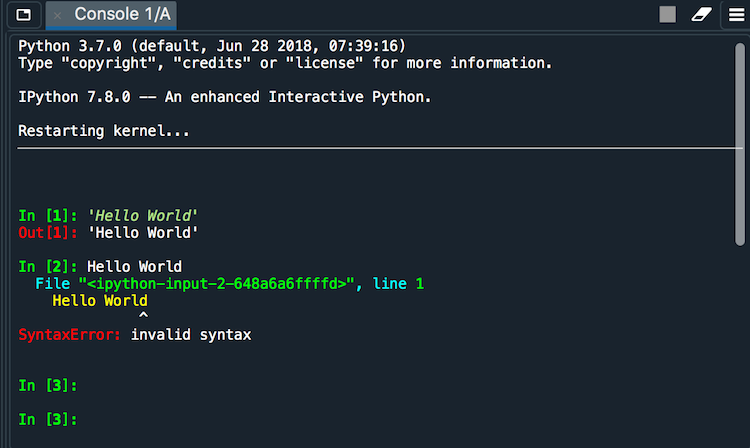 Console 1/A
Python 3.7.0 (default, Jun 28 2018, 07:39:16)
Type "copyright", "credits" or "license" for more information.
IPython 7.8.0 -- An enhanced Interactive Python.
Restarting kernel...
In [1]: 'Hello World'
Out[1]: 'Hello World'
In [2]: Hello World
File "<ipython-input-2-648a6a6ffffd>", line 1
Hello World
^
SyntaxError: invalid syntax
In [3]:
In [3]: